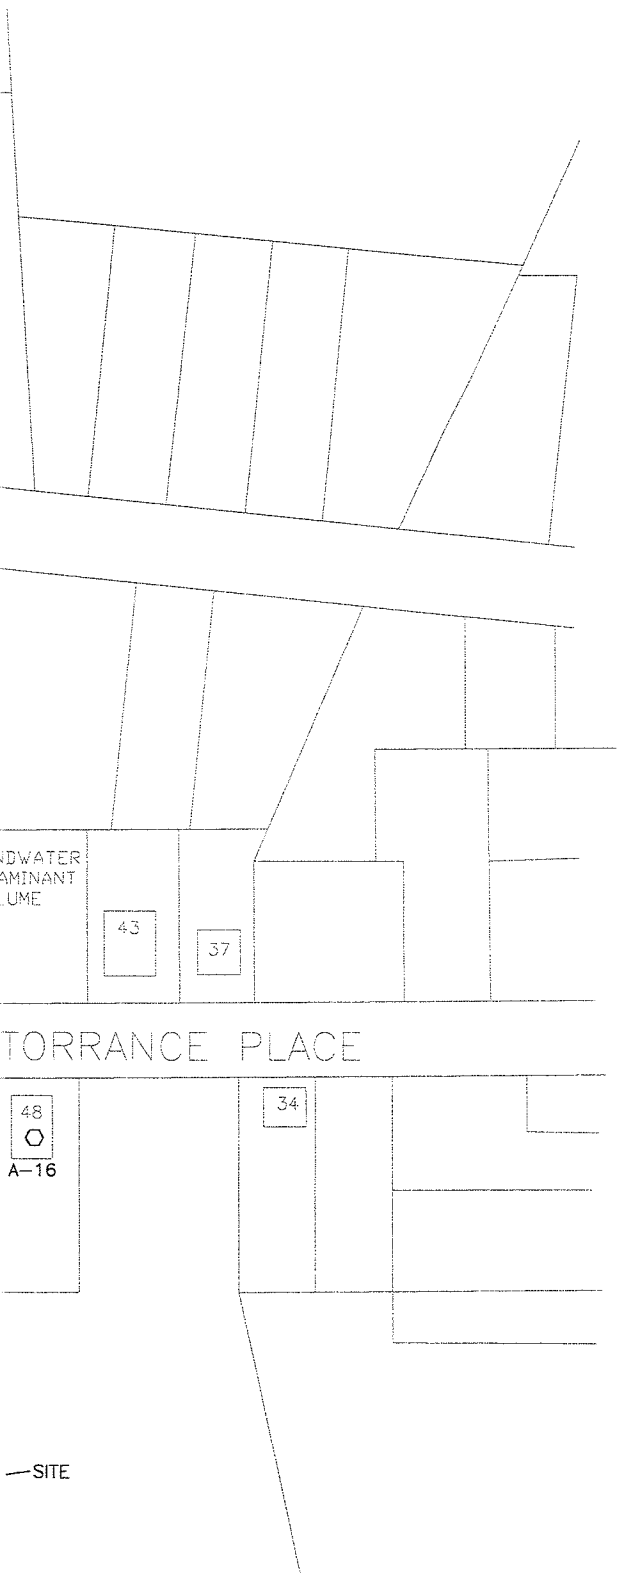 NDWATER
AMINANT
LUME
43
37
TORRANCE PLACE
48
34
A-16
SITE